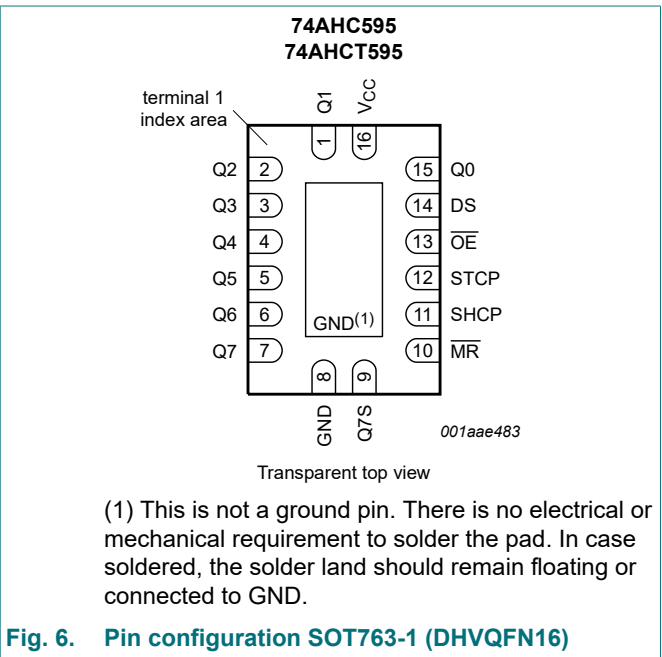 74AHC595
74AHCT595
terminal 1
index area
Q1
VCC
1
16
Q2 2
15 Q0
Q3 3
14 DS
Q4 4
13 OE
Q5 5
12 STCP
Q6 6
11 SHCP
GND(1)
Q7 7
10 MR
8
9
GND
Q7S
001aae483
Transparent top view
(1) This is not a ground pin. There is no electrical or
mechanical requirement to solder the pad. In case
soldered, the solder land should remain floating or
connected to GND.
Fig. 6. Pin configuration SOT763-1 (DHVQFN16)